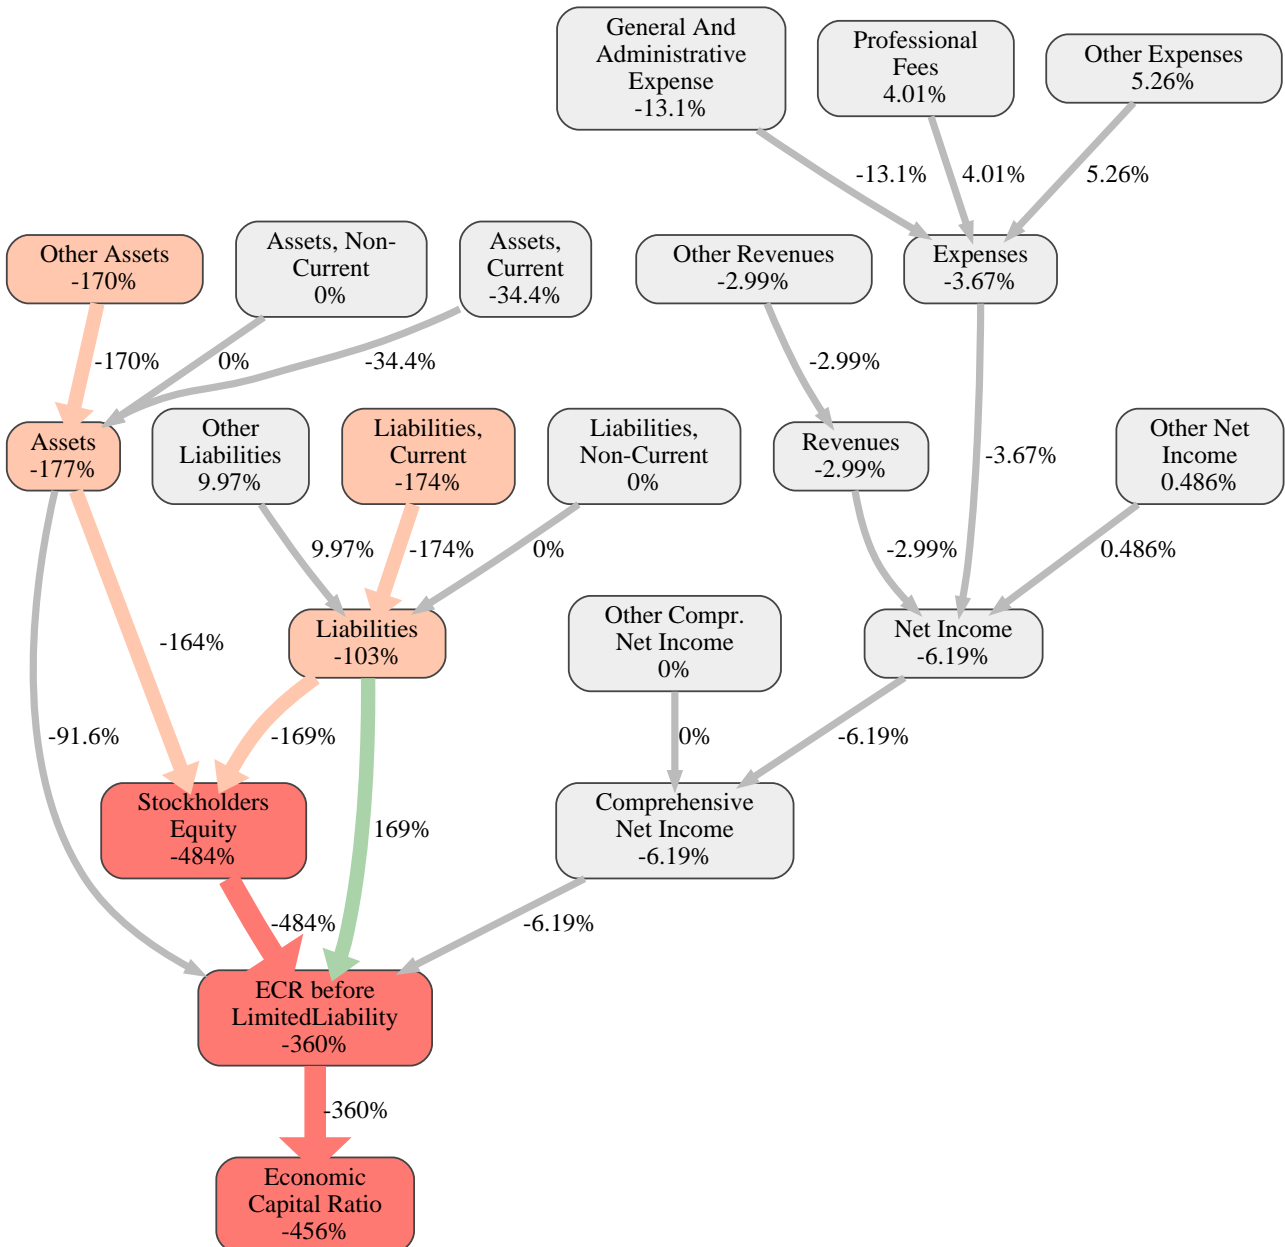 General And
Administrative
Expense
-13.1%
Professional
Fees
4.01%
Other Expenses
5.26%
-13.1%
4.01%
5.26%
Other Assets
-170%
Assets, Non-
Current
0%
Assets,
Current
-34.4%
Other Revenues
-2.99%
Expenses
-3.67%
-170%
0%
-34.4%
-2.99%
Assets
-177%
Other
Liabilities
9.97%
Liabilities,
Current
-174%
Liabilities,
Non-Current
0%
Revenues
-2.99%
-3.67%
Other Net
Income
0.486%
9.97%
-174%
0%
-2.99%
0.486%
Liabilities
-103%
Other Compr.
Net Income
0%
Net Income
-6.19%
-164%
-91.6%
-169%
0%
-6.19%
Stockholders
Equity
-484%
169%
Comprehensive
Net Income
-6.19%
-484%
-6.19%
ECR before
LimitedLiability
-360%
-360%
Economic
Capital Ratio
-456%